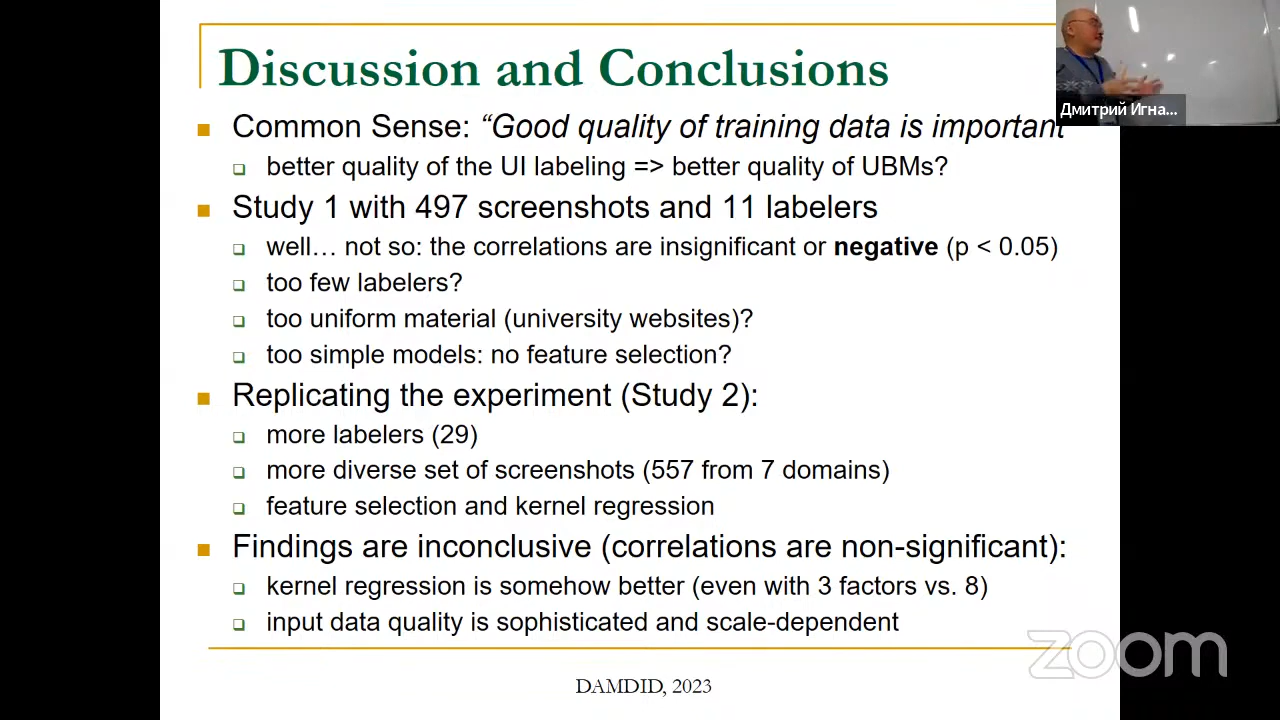 Discussion and Conclusions
Дмитрий Игна...
Common Sense: “Good quality of training data is important
better quality of the UI labeling => better quality of UBMs?
Study 1 with 497 screenshots and 11 labelers
well… not so: the correlations are insignificant or negative (p < 0.05)
too few labelers?
too uniform material (university websites)?
too simple models: no feature selection?
Replicating the experiment (Study 2):
more labelers (29)
more diverse set of screenshots (557 from 7 domains)
feature selection and kernel regression
Findings are inconclusive (correlations are non-significant):
kernel regression is somehow better (even with 3 factors vs. 8)
input data quality is sophisticated and scale-dependent
zoom
DAMDID, 2023